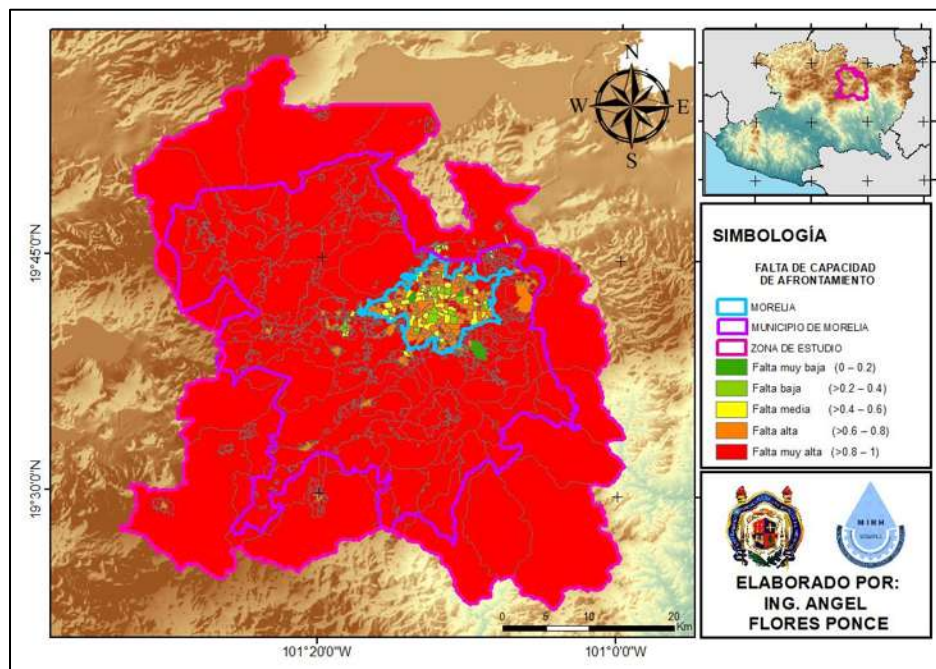 N
W E
S
19°45'0"N
19°30'0"N
101°20'0"W
101°0'0"W
0 5 10 20
Km
SIMBOLOGÍA
FALTA DE CAPACIDAD
DE AFRONTAMIENTO
MORELIA
MUNICIPIO DE MORELIA
ZONA DE ESTUDIO
Falta muy baja (0 – 0.2)
Falta baja (>0.2 – 0.4)
Falta media (>0.4 – 0.6)
Falta alta (>0.6 – 0.8)
Falta muy alta (>0.8 – 1)
MIRH
ELABORADO POR:
ING. ANGEL
FLORES PONCE